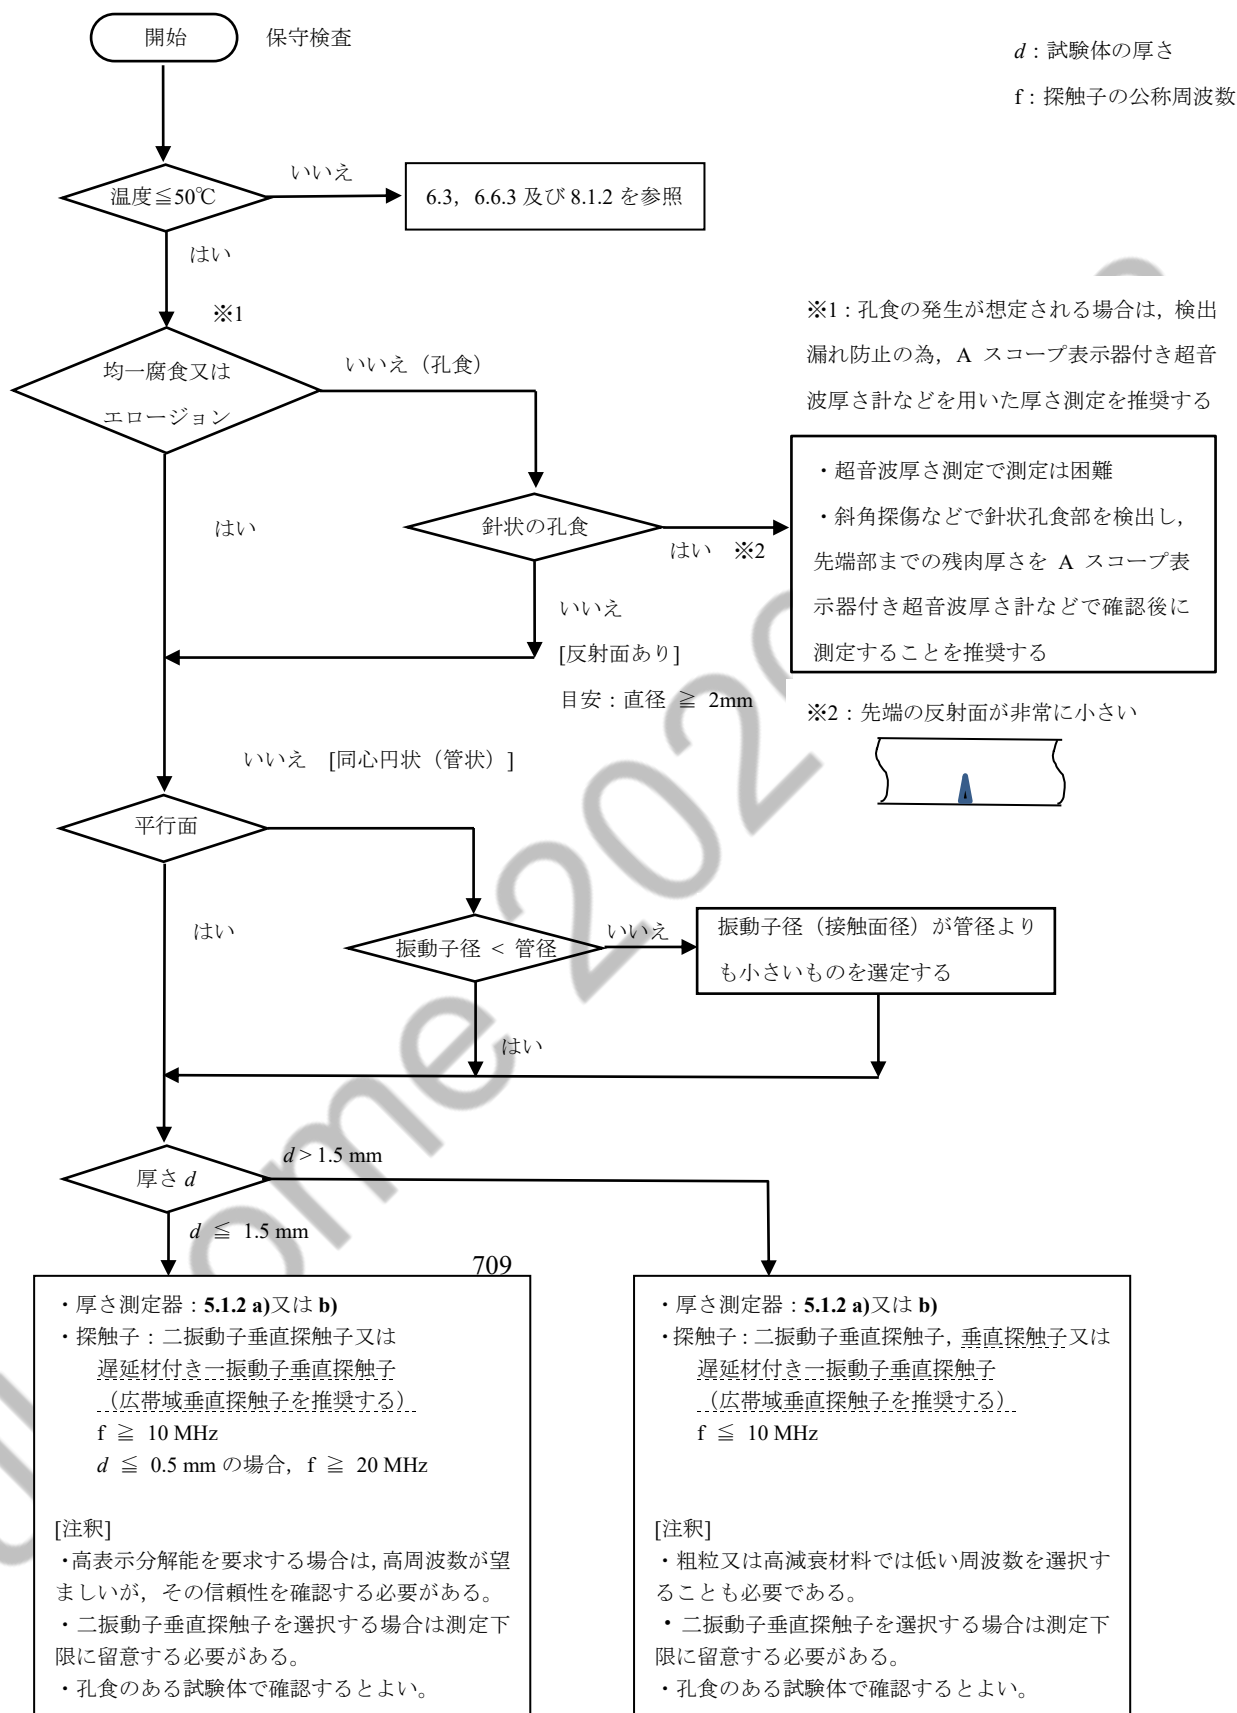 開始
保守検査
d：試験体の厚さ
f：探触子の公称周波数
温度≦50℃
いいえ
6.3，6.6.3 及び 8.1.2 を参照
はい
※1
均一腐食又は
エロージョン
いいえ（孔食）
※1：孔食の発生が想定される場合は，検出
漏れ防止の為，A スコープ表示器付き超音
波厚さ計などを用いた厚さ測定を推奨する
はい
針状の孔食
はい　※2
・超音波厚さ測定で測定は困難
・斜角探傷などで針状孔食部を検出し，
先端部までの残肉厚さを A スコープ表
示器付き超音波厚さ計などで確認後に
測定することを推奨する
いいえ
[反射面あり]
目安：直径 ≧ 2mm
※2：先端の反射面が非常に小さい
いいえ　[同心円状（管状）]
平行面
はい
振動子径 < 管径
いいえ
振動子径（接触面径）が管径より
も小さいものを選定する
はい
厚さ d
d > 1.5 mm
d ≦ 1.5 mm
709
・厚さ測定器：5.1.2 a)又は b)
・探触子：二振動子垂直探触子又は
遅延材付き一振動子垂直探触子
（広帯域垂直探触子を推奨する）
f ≧ 10 MHz
d ≦ 0.5 mm の場合，f ≧ 20 MHz
[注釈]
・高表示分解能を要求する場合は，高周波数が望
ましいが，その信頼性を確認する必要がある。
・二振動子垂直探触子を選択する場合は測定下
限に留意する必要がある。
・孔食のある試験体で確認するとよい。
・厚さ測定器：5.1.2 a)又は b)
・探触子：二振動子垂直探触子，垂直探触子又は
遅延材付き一振動子垂直探触子
（広帯域垂直探触子を推奨する）
f ≦ 10 MHz
[注釈]
・粗粒又は高減衰材料では低い周波数を選択す
ることも必要である。
・二振動子垂直探触子を選択する場合は測定下
限に留意する必要がある。
・孔食のある試験体で確認するとよい。